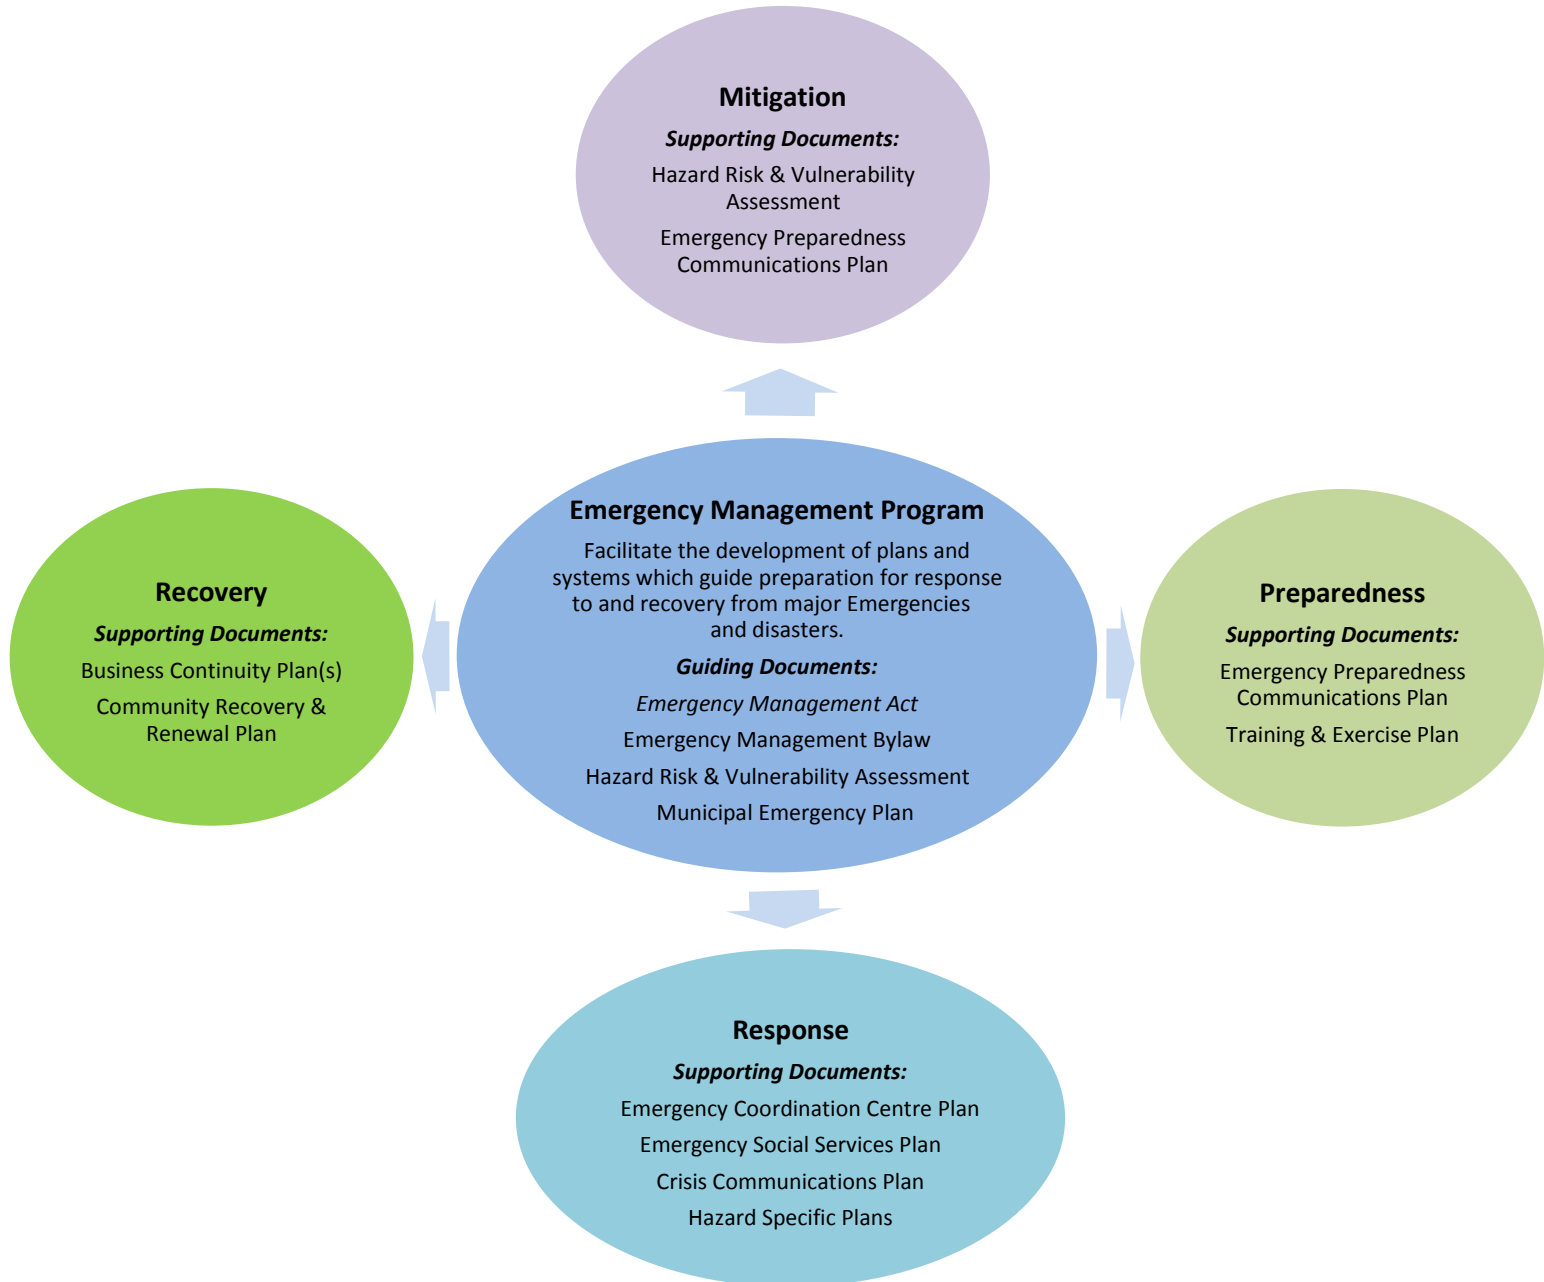 Mitigation
Supporting Documents:
Hazard Risk & Vulnerability
Assessment
Emergency Preparedness
Communications Plan
Emergency Management Program
Facilitate the development of plans and
systems which guide preparation for response
to and recovery from major Emergencies
and disasters.
Guiding Documents:
Emergency Management Act
Emergency Management Bylaw
Hazard Risk & Vulnerability Assessment
Municipal Emergency Plan
Recovery
Supporting Documents:
Business Continuity Plan(s)
Community Recovery &
Renewal Plan
Preparedness
Supporting Documents:
Emergency Preparedness
Communications Plan
Training & Exercise Plan
Response
Supporting Documents:
Emergency Coordination Centre Plan
Emergency Social Services Plan
Crisis Communications Plan
Hazard Specific Plans